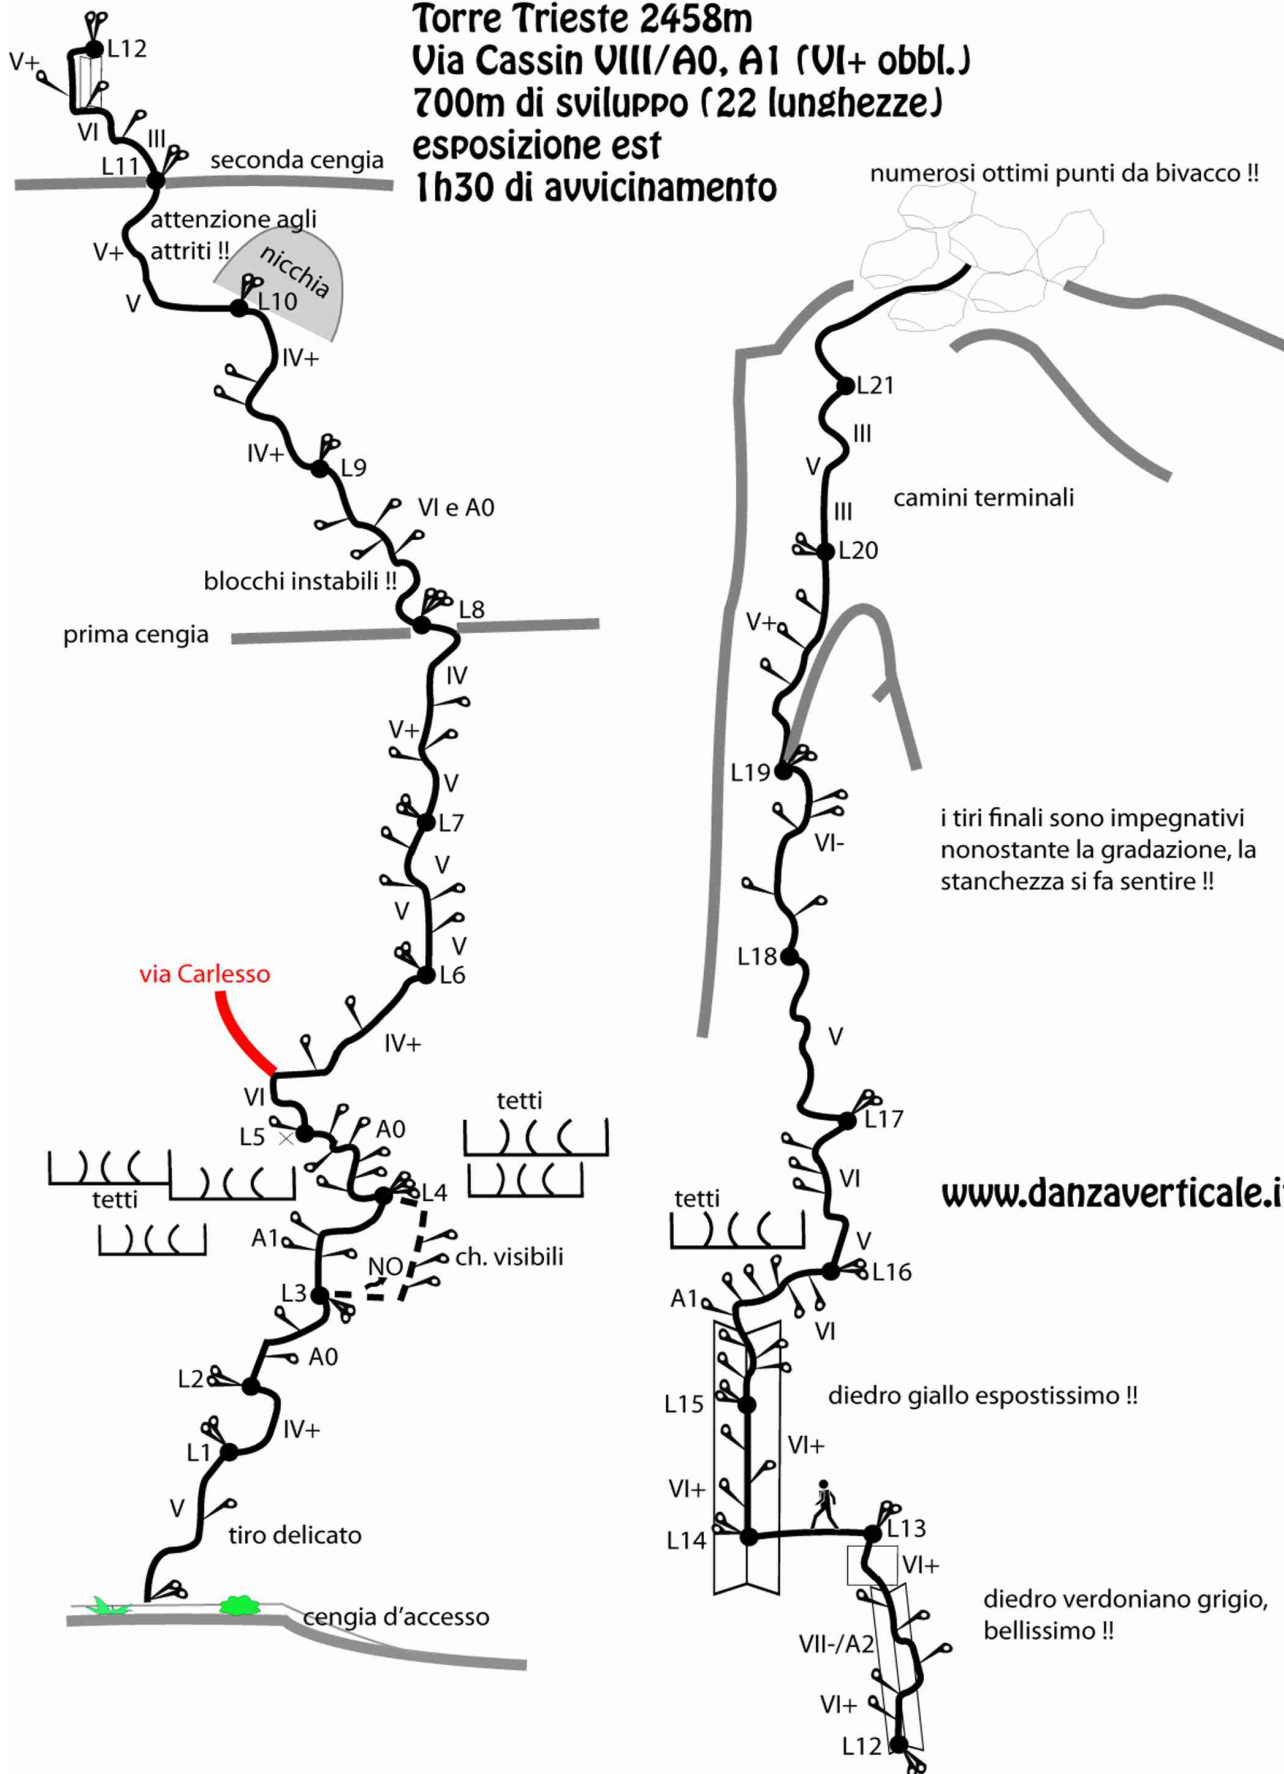 Torre Trieste 2458m
Via Cassin VIII/A0, A1 (VI+ obbl.)
700m di sviluppo (22 lunghezze)
esposizione est
1h30 di avvicinamento
L12
V+
VI
III
L11
seconda cengia
attenzione agli
attriti !!
V+
nicchia
V
L10
IV+
IV+
L9
VI e A0
blocchi instabili !!
L8
prima cengia
IV
V+
V
L7
V
V
V
L6
via Carlesso
IV+
VI
tetti
L5
A0
tetti
L4
A1
NO
ch. visibili
L3
A0
L2
IV+
L1
V
tiro delicato
cengia d'accesso
numerosi ottimi punti da bivacco !!
L21
III
V
camini terminali
III
L20
V+
L19
i tiri finali sono impegnativi
nonostante la gradazione, la
stanchezza si fa sentire !!
VI-
L18
V
L17
VI
www.danzaverticale.i
tetti
V
L16
A1
VI
L15
diedro giallo espostissimo !!
VI+
VI+
L14
L13
VI+
diedro verdoniano grigio,
bellissimo !!
VII-/A2
VI+
L12